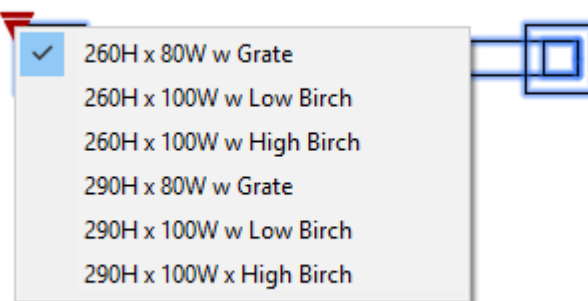 260H x 80W w Grate
260H x 100W w Low Birch
260H x 100W w High Birch
290H x 80W w Grate
290H x 100W w Low Birch
290H x 100W x High Birch